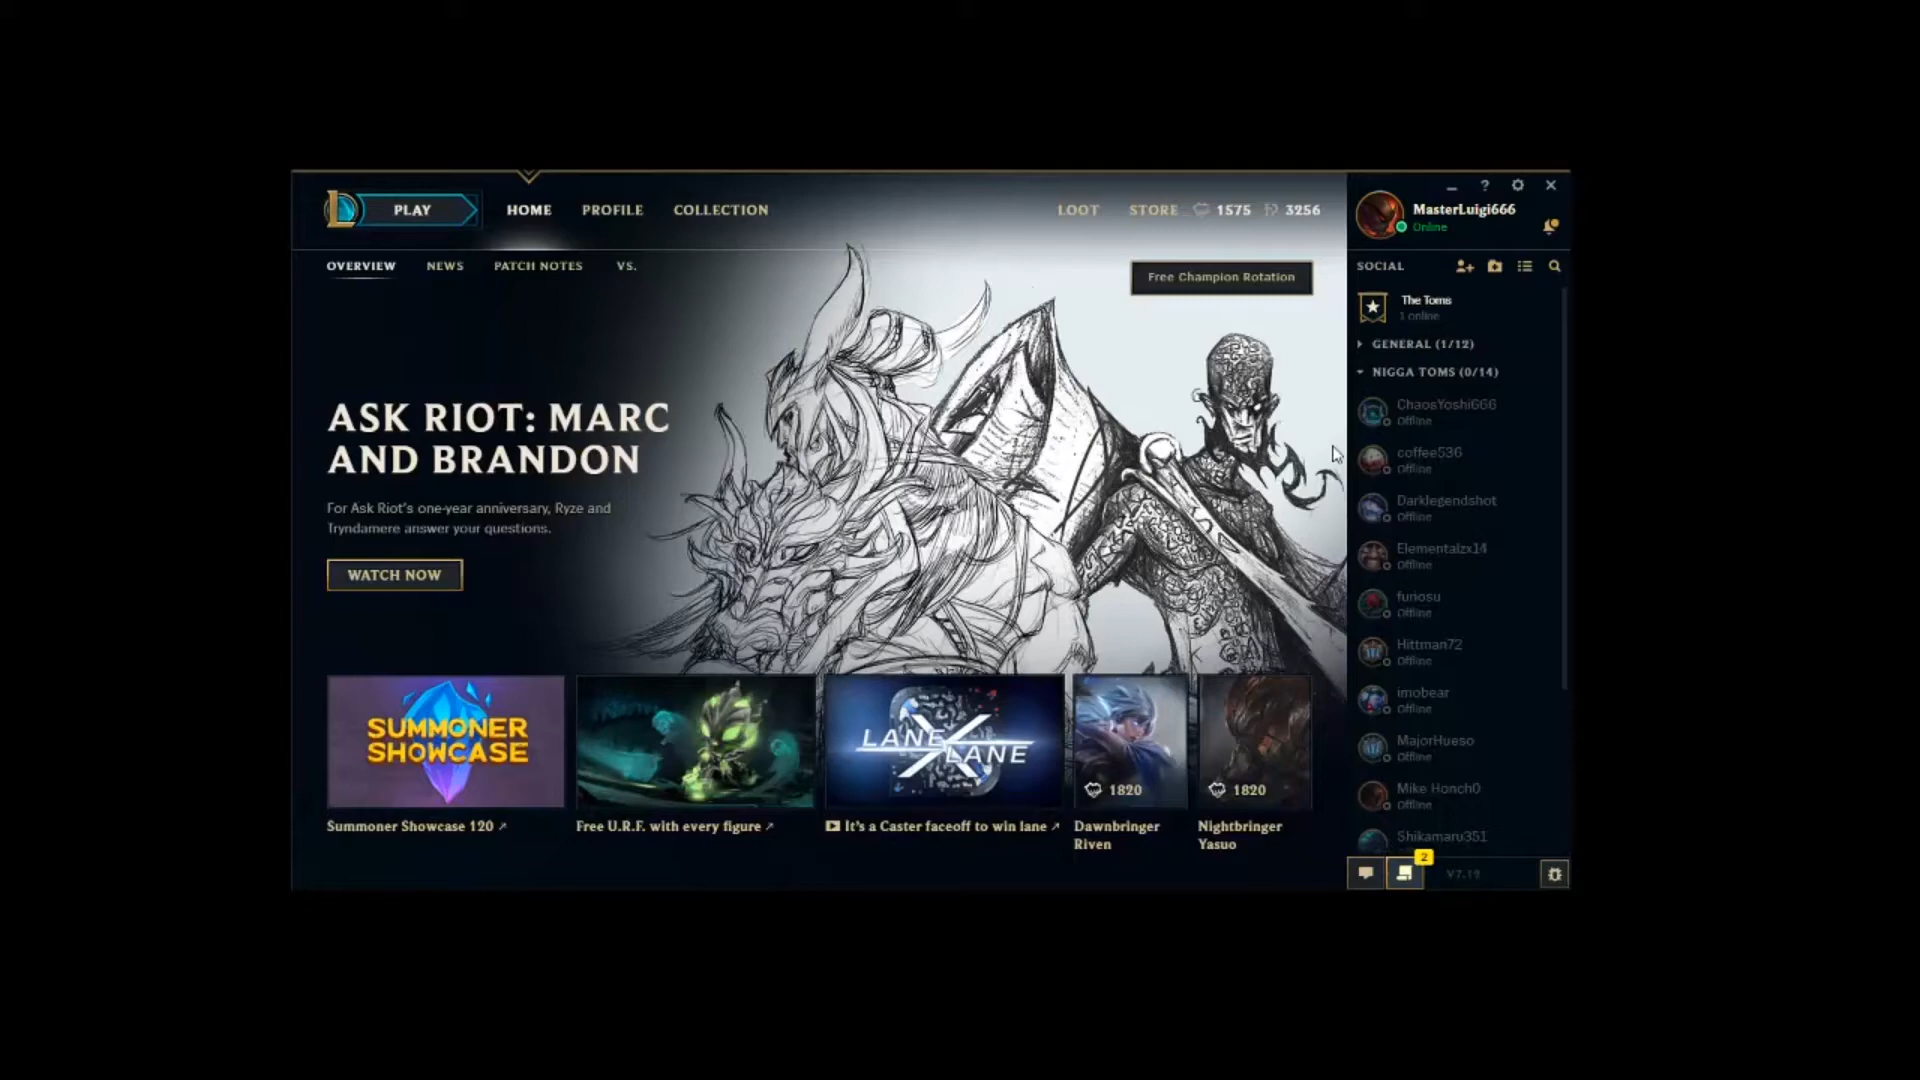 PLAY
HOME
PROFILE
COLLECTION
LOOT
STORE
1575
3256
?
MasterLuigi666
Online
OVERVIEW
NEWS
PATCH NOTES
VS.
Free Champion Rotation
SOCIAL
The Toms
1 online
GENERAL (1/12)
NIGGA TOMS (0/14)
ChaosYoshi666
Offline
coffee536
Offline
Darklegendshot
Offline
Elementalzx14
Offline
furiosu
Offline
Hittman72
Offline
imobear
Offline
MajorHueso
Offline
Mike Honch0
Offline
Shikamaru351
ASK RIOT: MARC
AND BRANDON
For Ask Riot's one-year anniversary, Ryze and
Tryndamere answer your questions.
WATCH NOW
SUMMONER
SHOWCASE
LANE
X
LANE
1820
1820
Summoner Showcase 120
Free U.R.F. with every figure
It's a Caster faceoff to win lane
Dawnbringer
Riven
Nightbringer
Yasuo
2
V7.19